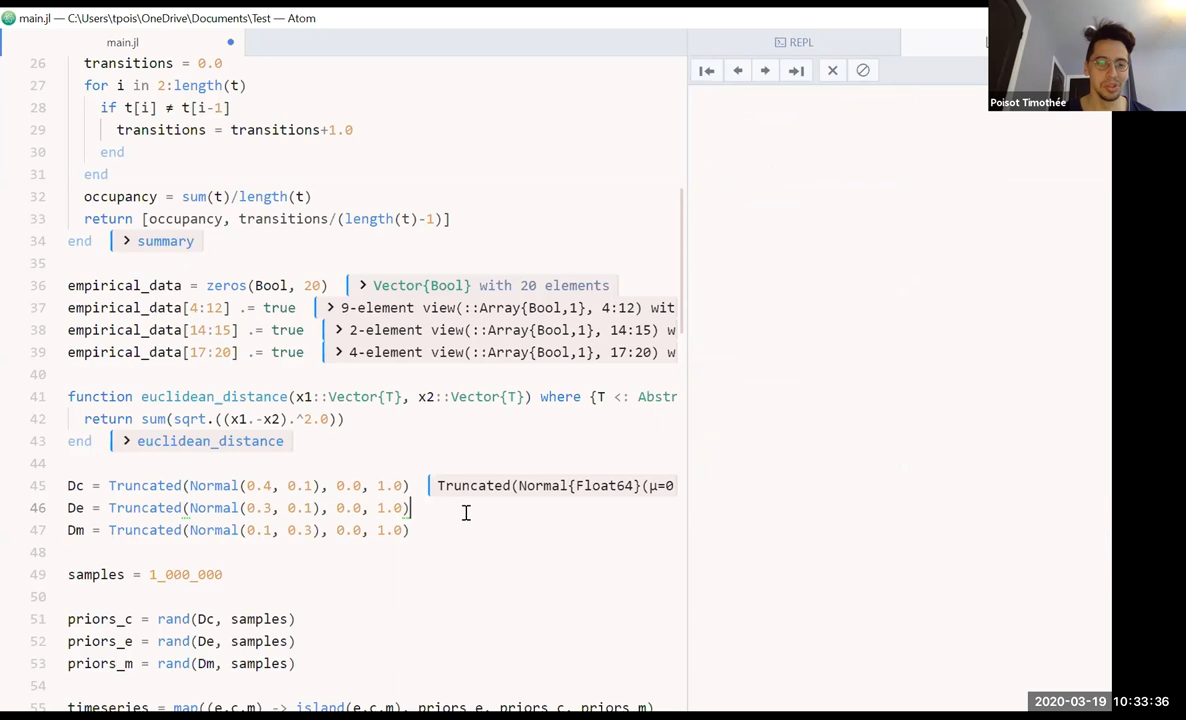 main.jl — C:\Users\tpois\OneDrive\Documents\Test — Atom
main.jl
REPL
26 transitions = 0.0
27 for i in 2:length(t)
28 if t[i] ≠ t[i-1]
29 transitions = transitions+1.0
30 end
31 end
32 occupancy = sum(t)/length(t)
33 return [occupancy, transitions/(length(t)-1)]
34 end > summary
35
36 empirical_data = zeros(Bool, 20) > Vector{Bool} with 20 elements
37 empirical_data[4:12] .= true > 9-element view(::Array{Bool,1}, 4:12) wit
38 empirical_data[14:15] .= true > 2-element view(::Array{Bool,1}, 14:15) w
39 empirical_data[17:20] .= true > 4-element view(::Array{Bool,1}, 17:20) w
40
41 function euclidean_distance(x1::Vector{T}, x2::Vector{T}) where {T <: Abstr
42 return sum(sqrt.((x1.-x2).^2.0))
43 end > euclidean_distance
44
45 Dc = Truncated(Normal(0.4, 0.1), 0.0, 1.0) Truncated(Normal{Float64}(μ=0
46 De = Truncated(Normal(0.3, 0.1), 0.0, 1.0)
47 Dm = Truncated(Normal(0.1, 0.3), 0.0, 1.0)
48
49 samples = 1_000_000
50
51 priors_c = rand(Dc, samples)
52 priors_e = rand(De, samples)
53 priors_m = rand(Dm, samples)
54
55 timeseries = map((e,c,m) -> island(e,c,m), priors_e, priors_c, priors_m)
Poisot Timothée
2020-03-19 10:33:36